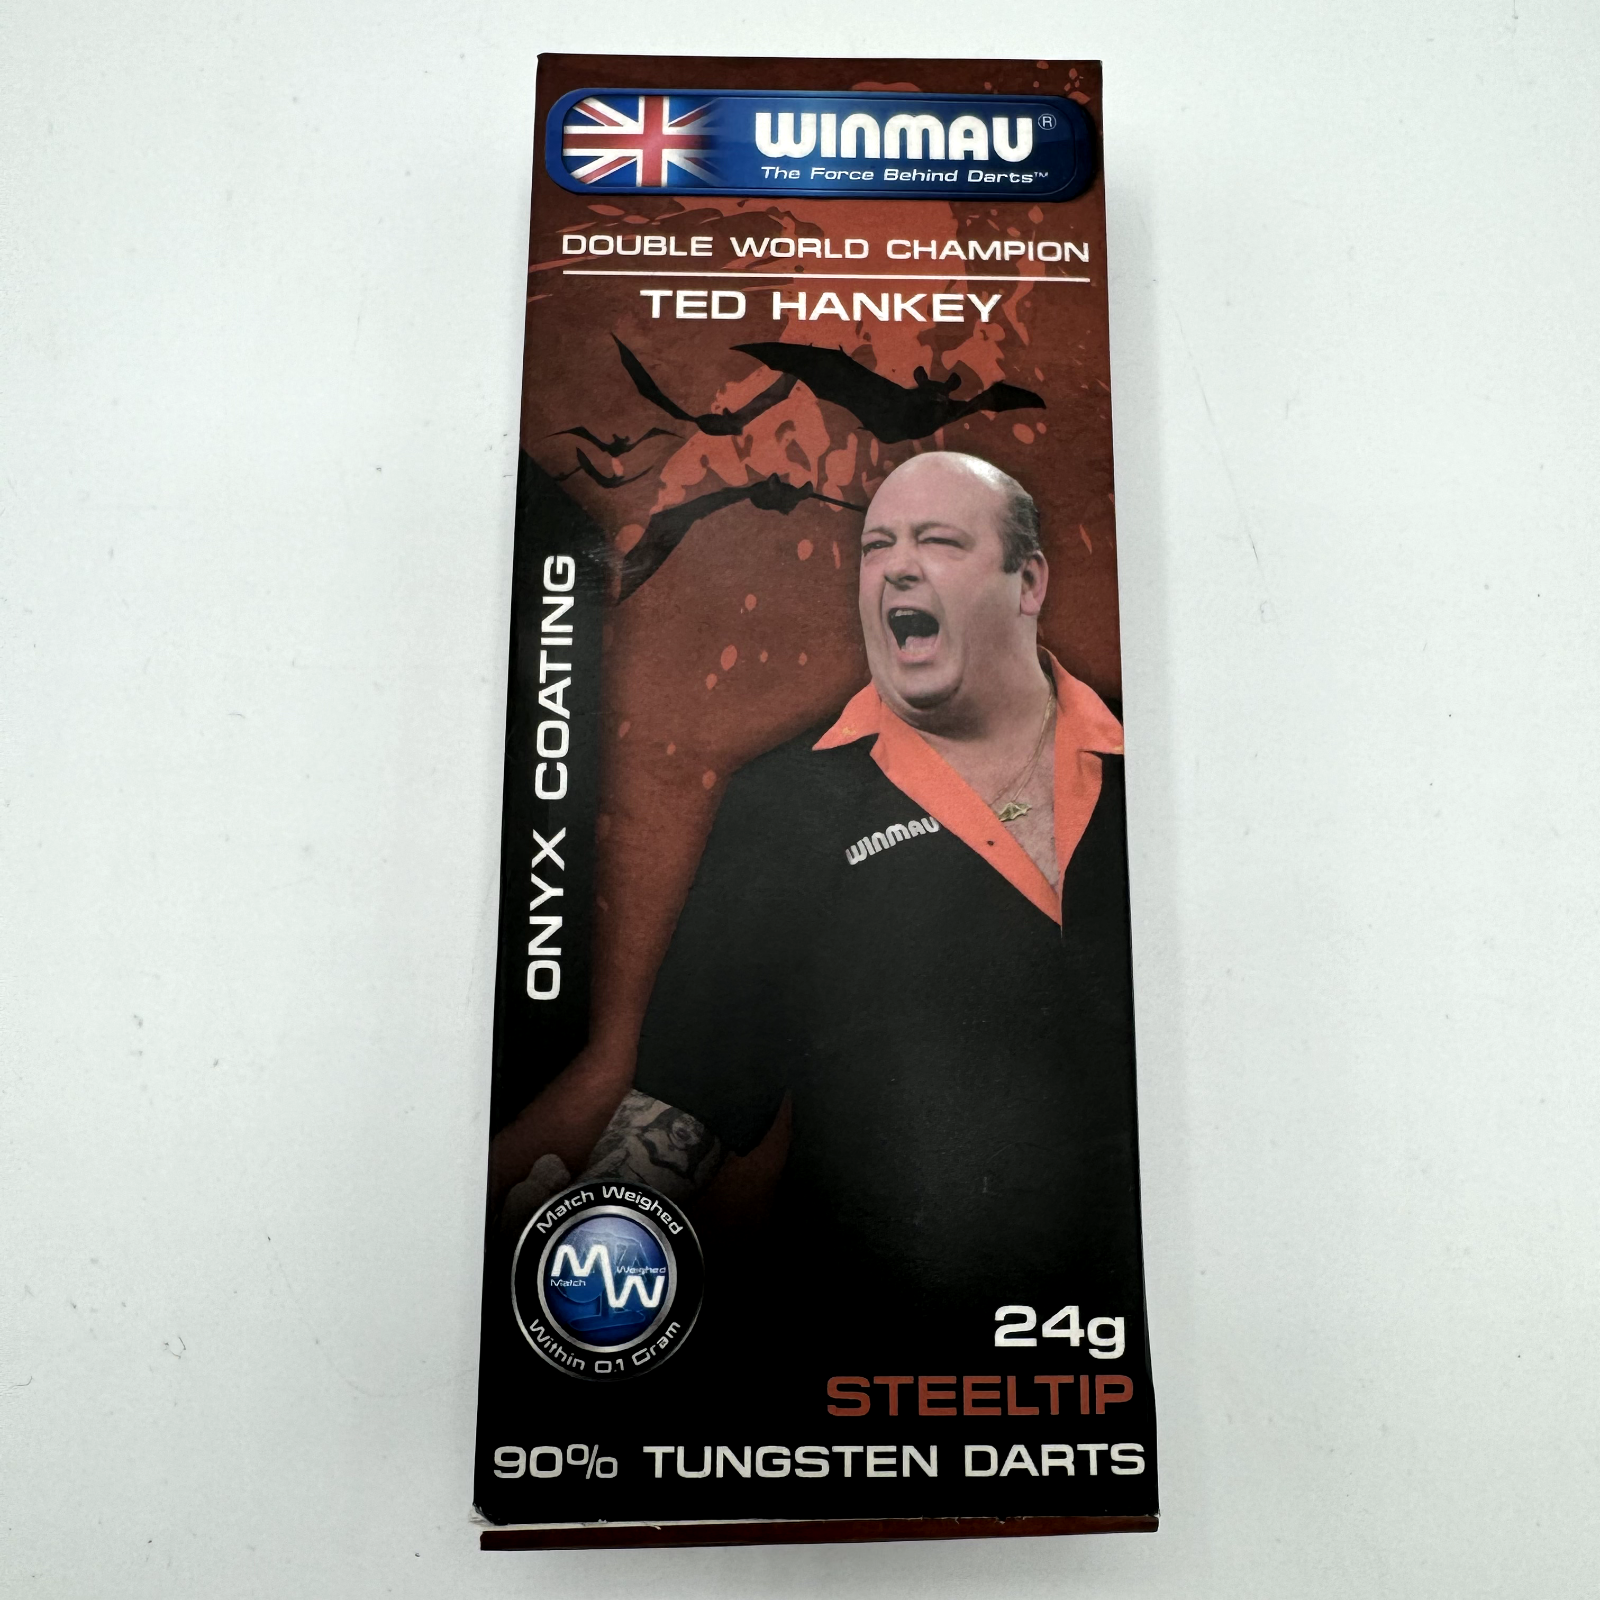 WINMAU®
The Force Behind Darts™
DOUBLE WORLD CHAMPION
TED HANKEY
ONYX COATING
WINMAU
Match Weighed
MW
Match Weighed
Within 0.1 Gram
24g
STEELTIP
90% TUNGSTEN DARTS